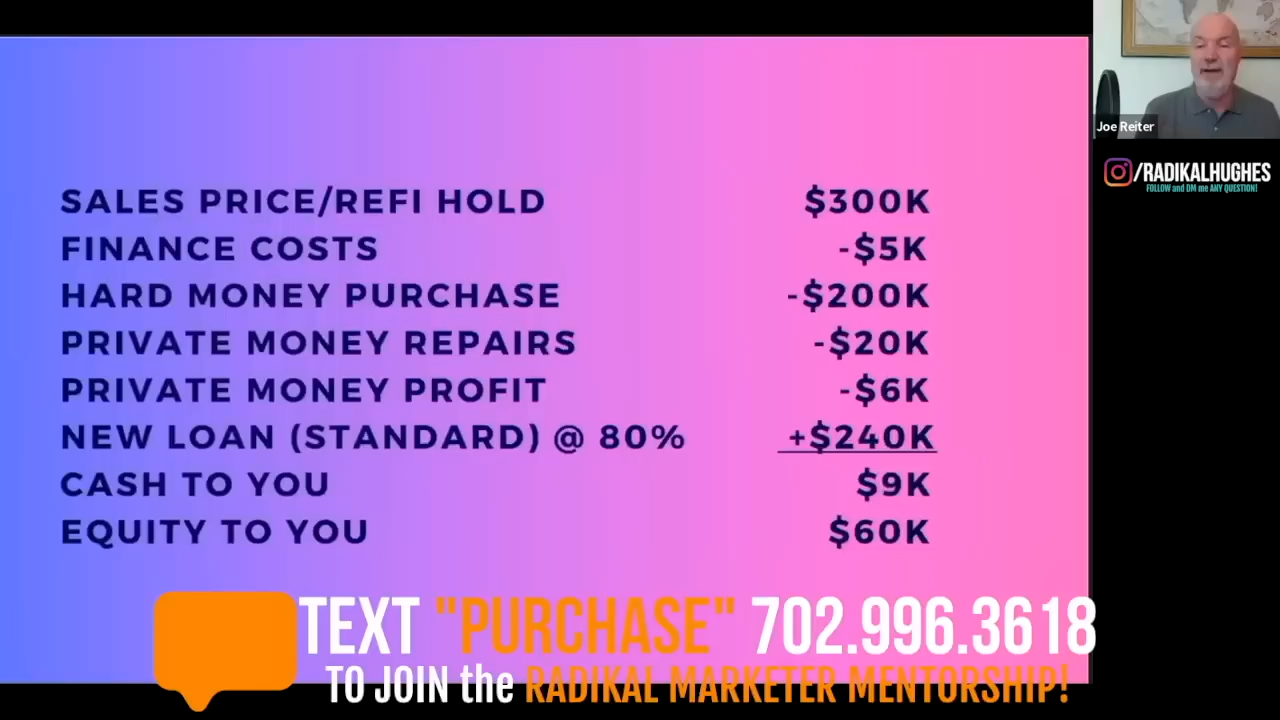 SALES PRICE/REFI HOLD $300K
FINANCE COSTS -$5K
HARD MONEY PURCHASE -$200K
PRIVATE MONEY REPAIRS -$20K
PRIVATE MONEY PROFIT -$6K
NEW LOAN (STANDARD) @ 80% +$240K
CASH TO YOU $9K
EQUITY TO YOU $60K
Joe Reiter
/RADIKALHUGHES
FOLLOW and DM me ANY QUESTION!
TEXT "PURCHASE" 702.996.3618
TO JOIN the RADIKAL MARKETER MENTORSHIP!